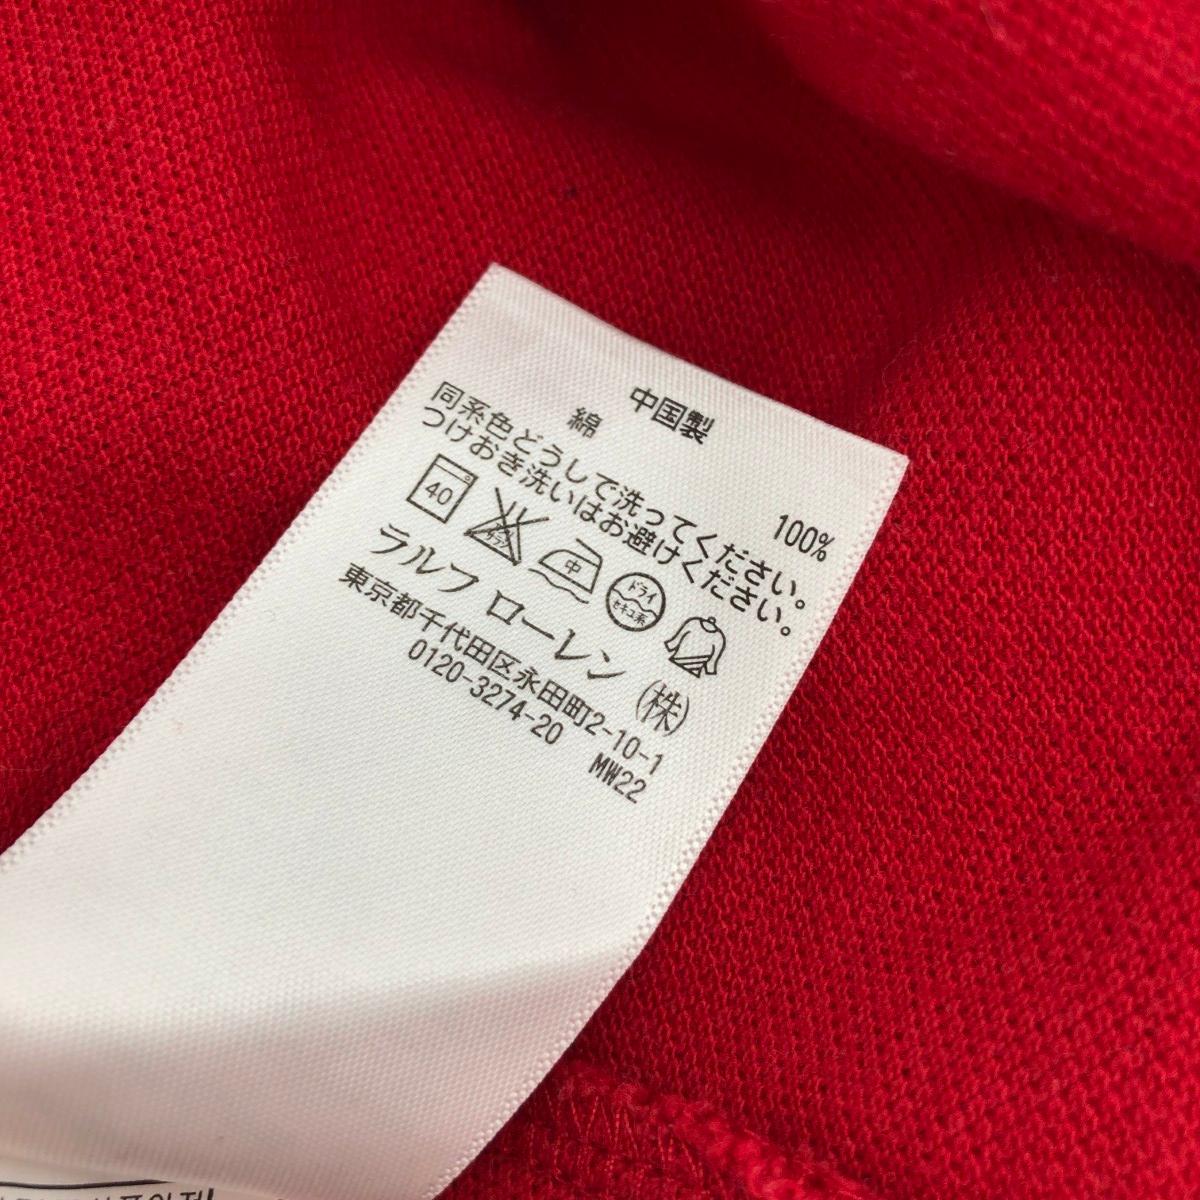 中国製
綿 100%
同系色どうしで洗ってください。
つけおき洗いはお避けください。
40 中 ドライ セキユ系
ラルフ ローレン (株)
東京都千代田区永田町2-10-1
0120-3274-20 MW22